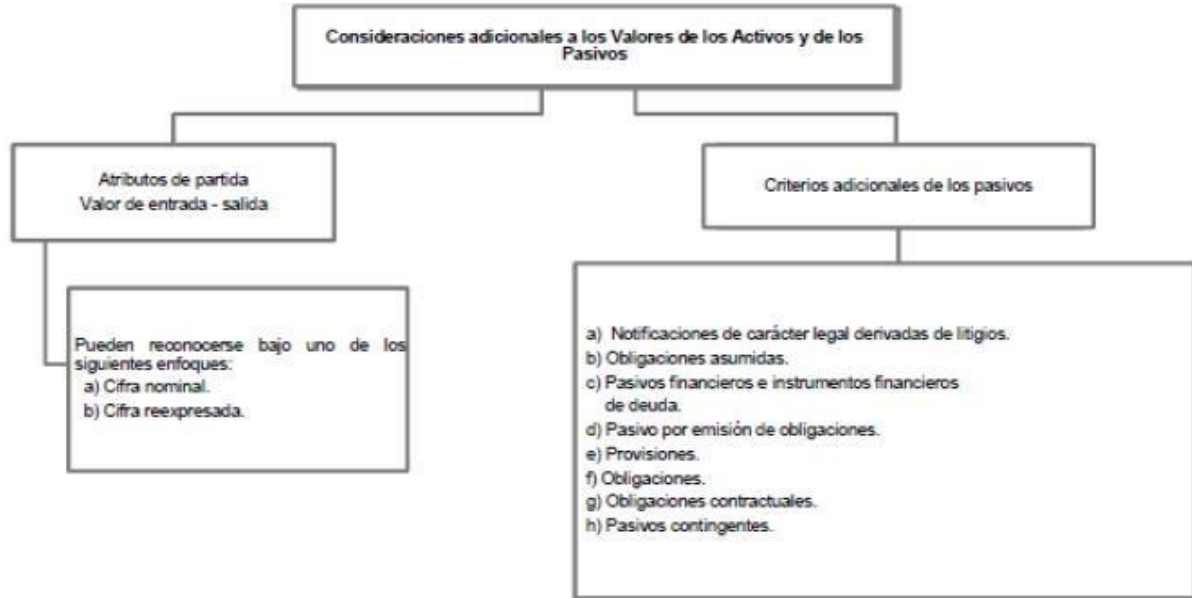 Consideraciones adicionales a los Valores de los Activos y de los
Pasivos
Atributos de partida
Valor de entrada - salida
Criterios adicionales de los pasivos
Pueden reconocerse bajo uno de los
siguientes enfoques:
a) Cifra nominal.
b) Cifra reexpresada.
a) Notificaciones de carácter legal derivadas de litigios.
b) Obligaciones asumidas.
c) Pasivos financieros e instrumentos financieros
de deuda.
d) Pasivo por emisión de obligaciones.
e) Provisiones.
f) Obligaciones.
g) Obligaciones contractuales.
h) Pasivos contingentes.